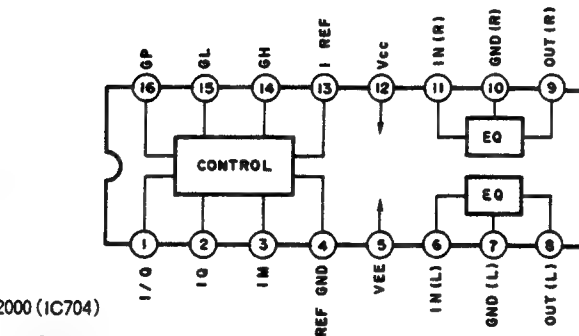 GP GL GH I REF Vcc IN(R) GND(R) OUT(R)
16 15 14 13 12 11 10 9
EQ
CONTROL
EQ
1 2 3 4 5 6 7 8
I/Q IQ IM REF GND VEE IN(L) GND(L) OUT(L)
2000 (IC704)